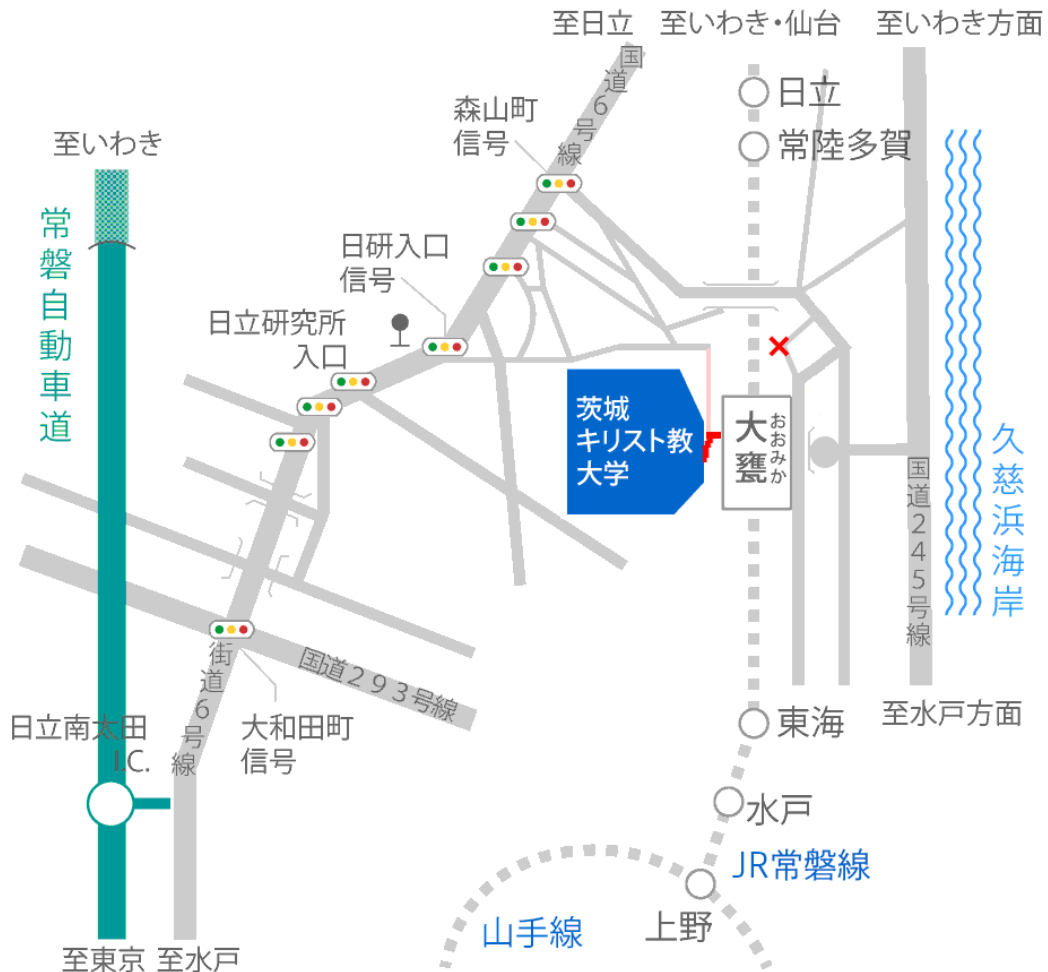 至日立
至いわき・仙台
至いわき方面
国道6号線
日立
常陸多賀
森山町
信号
至いわき
常磐自動車道
日研入口
信号
日立研究所
入口
茨城
キリスト教
大学
大甕
おおみか
久慈浜海岸
国道245号線
街道6号線
国道293号線
日立南太田
I.C.
大和田町
信号
東海
至水戸方面
水戸
JR常磐線
上野
山手線
至東京
至水戸